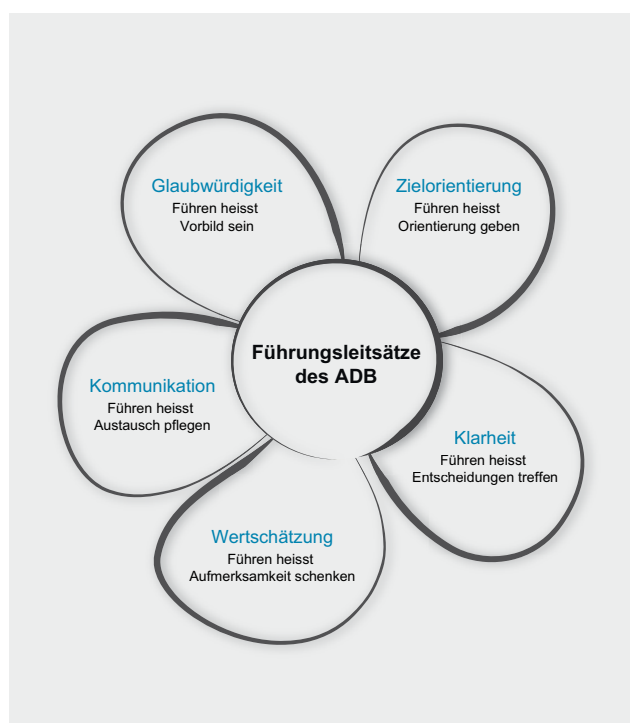 Glaubwürdigkeit
Führen heisst
Vorbild sein
Zielorientierung
Führen heisst
Orientierung geben
Führungsleitsätze
des ADB
Kommunikation
Führen heisst
Austausch pflegen
Klarheit
Führen heisst
Entscheidungen treffen
Wertschätzung
Führen heisst
Aufmerksamkeit schenken